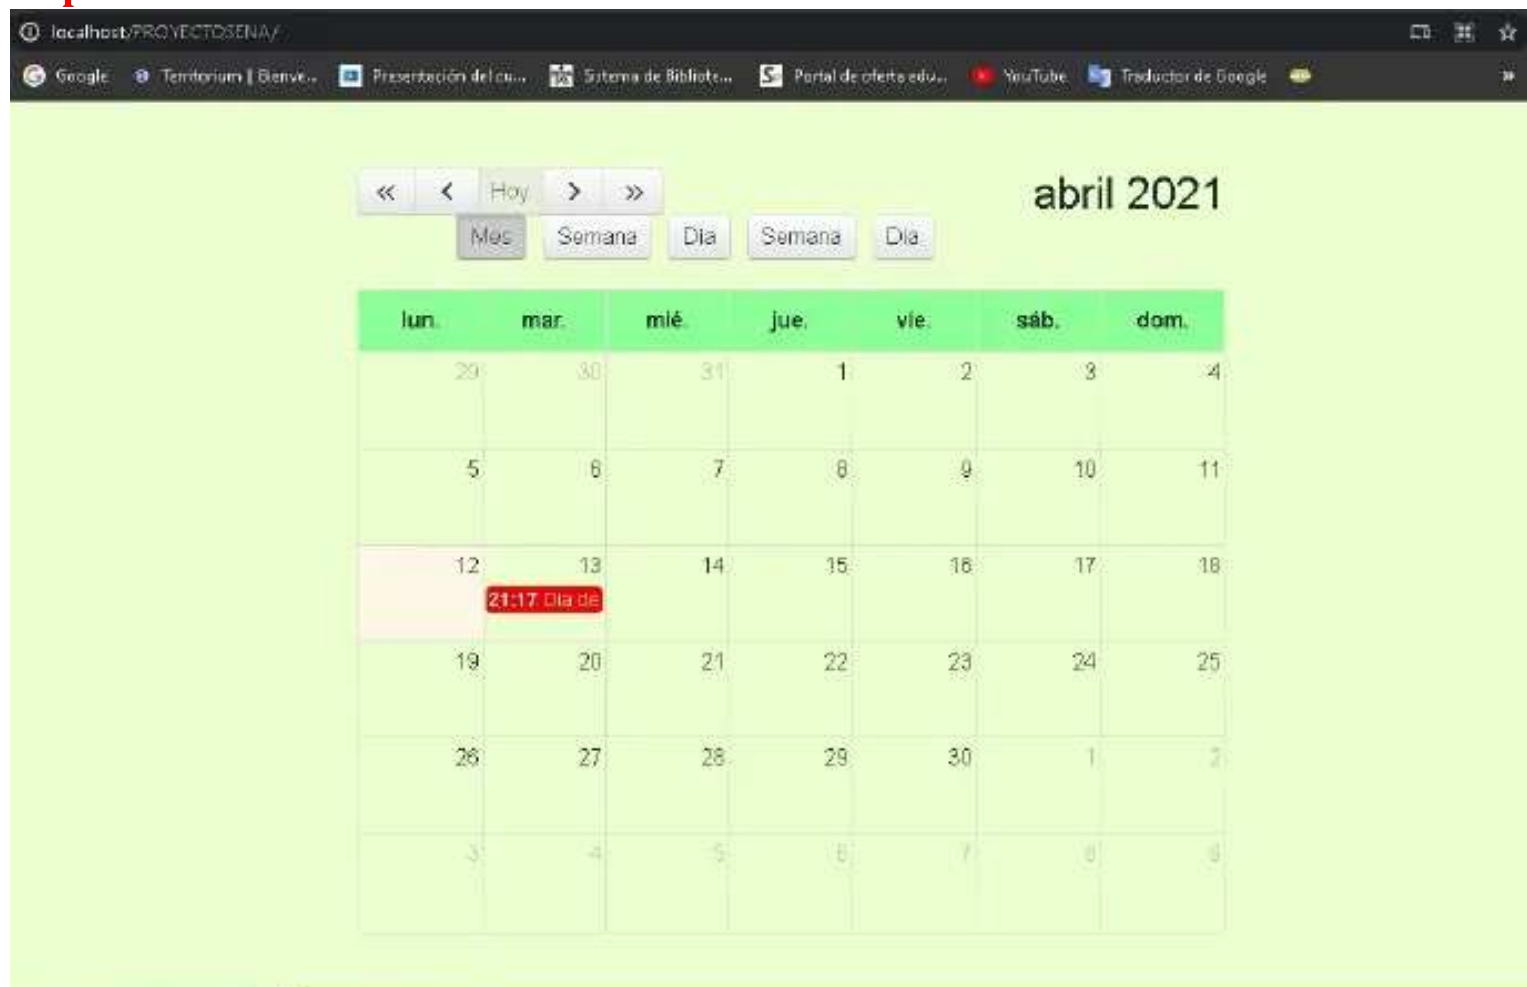 localhost/PROYECTOSENA/
Google Territorium | Bienve... Presentación del cu... Sistema de Bibliote... Portal de oferta edu... YouTube Traductor de Google »
« < Hoy > » abril 2021
Mes Semana Dia Semana Dia
lun. mar. mié. jue. vie. sáb. dom.
29 30 31 1 2 3 4
5 6 7 8 9 10 11
12 13 14 15 16 17 18
21:17 Dia de
19 20 21 22 23 24 25
26 27 28 29 30 1 2
3 4 5 6 7 8 9